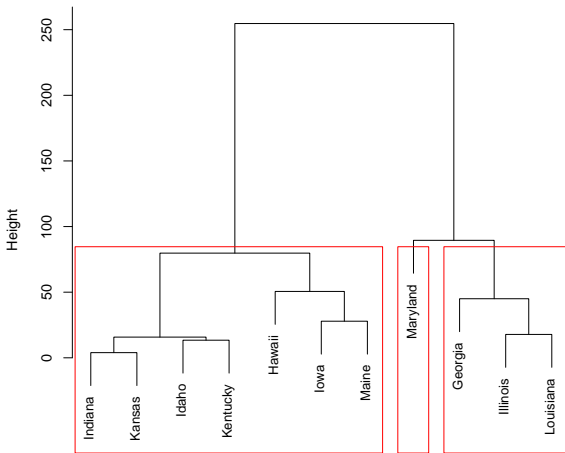 Height
250
200
150
100
50
0
Indiana
Kansas
Idaho
Kentucky
Hawaii
Iowa
Maine
Maryland
Georgia
Illinois
Louisiana